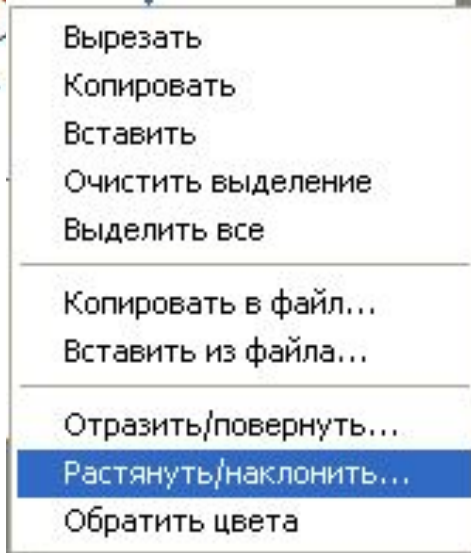 Вырезать
Копировать
Вставить
Очистить выделение
Выделить все
Копировать в файл...
Вставить из файла...
Отразить/повернуть...
Растянуть/наклонить...
Обратить цвета